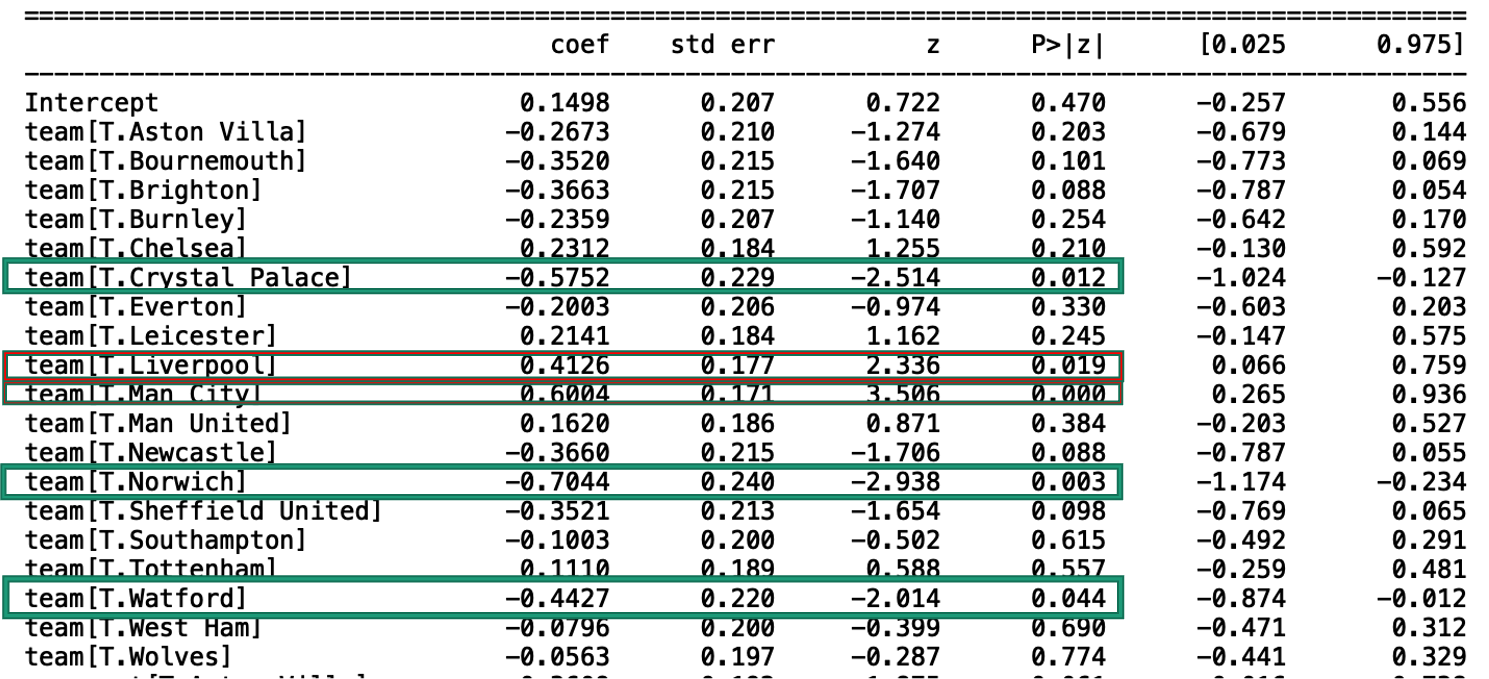 coef std err z P>|z| [0.025 0.975]
Intercept 0.1498 0.207 0.722 0.470 −0.257 0.556
team[T.Aston Villa] −0.2673 0.210 −1.274 0.203 −0.679 0.144
team[T.Bournemouth] −0.3520 0.215 −1.640 0.101 −0.773 0.069
team[T.Brighton] −0.3663 0.215 −1.707 0.088 −0.787 0.054
team[T.Burnley] −0.2359 0.207 −1.140 0.254 −0.642 0.170
team[T.Chelsea] 0.2312 0.184 1.255 0.210 −0.130 0.592
team[T.Crystal Palace] −0.5752 0.229 −2.514 0.012 −1.024 −0.127
team[T.Everton] −0.2003 0.206 −0.974 0.330 −0.603 0.203
team[T.Leicester] 0.2141 0.184 1.162 0.245 −0.147 0.575
team[T.Liverpool] 0.4126 0.177 2.336 0.019 0.066 0.759
team[T.Man City] 0.6004 0.171 3.506 0.000 0.265 0.936
team[T.Man United] 0.1620 0.186 0.871 0.384 −0.203 0.527
team[T.Newcastle] −0.3660 0.215 −1.706 0.088 −0.787 0.055
team[T.Norwich] −0.7044 0.240 −2.938 0.003 −1.174 −0.234
team[T.Sheffield United] −0.3521 0.213 −1.654 0.098 −0.769 0.065
team[T.Southampton] −0.1003 0.200 −0.502 0.615 −0.492 0.291
team[T.Tottenham] 0.1110 0.189 0.588 0.557 −0.259 0.481
team[T.Watford] −0.4427 0.220 −2.014 0.044 −0.874 −0.012
team[T.West Ham] −0.0796 0.200 −0.399 0.690 −0.471 0.312
team[T.Wolves] −0.0563 0.197 −0.287 0.774 −0.441 0.329